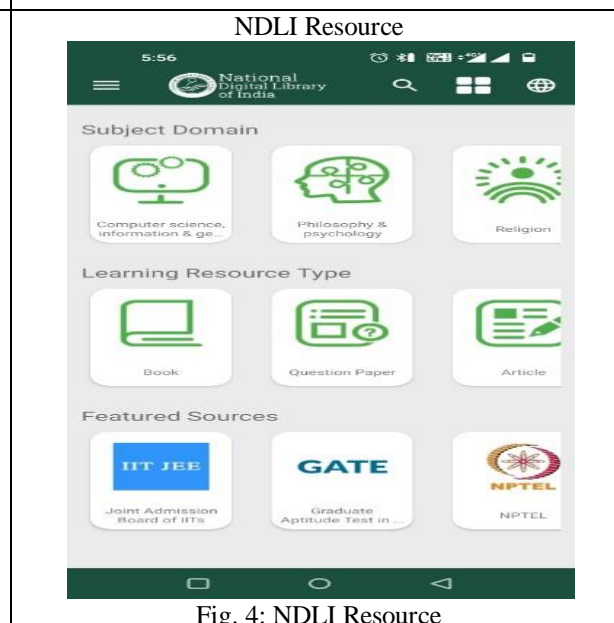 NDLI Resource
5:56
National
Digital Library
of India
Subject Domain
Computer science,
information & ge...
Philosophy &
psychology
Religion
Learning Resource Type
Book
Question Paper
Article
Featured Sources
IIT JEE
Joint Admission
Board of IITs
GATE
Graduate
Aptitude Test in ...
NPTEL
NPTEL
Fig. 4: NDLI Resource